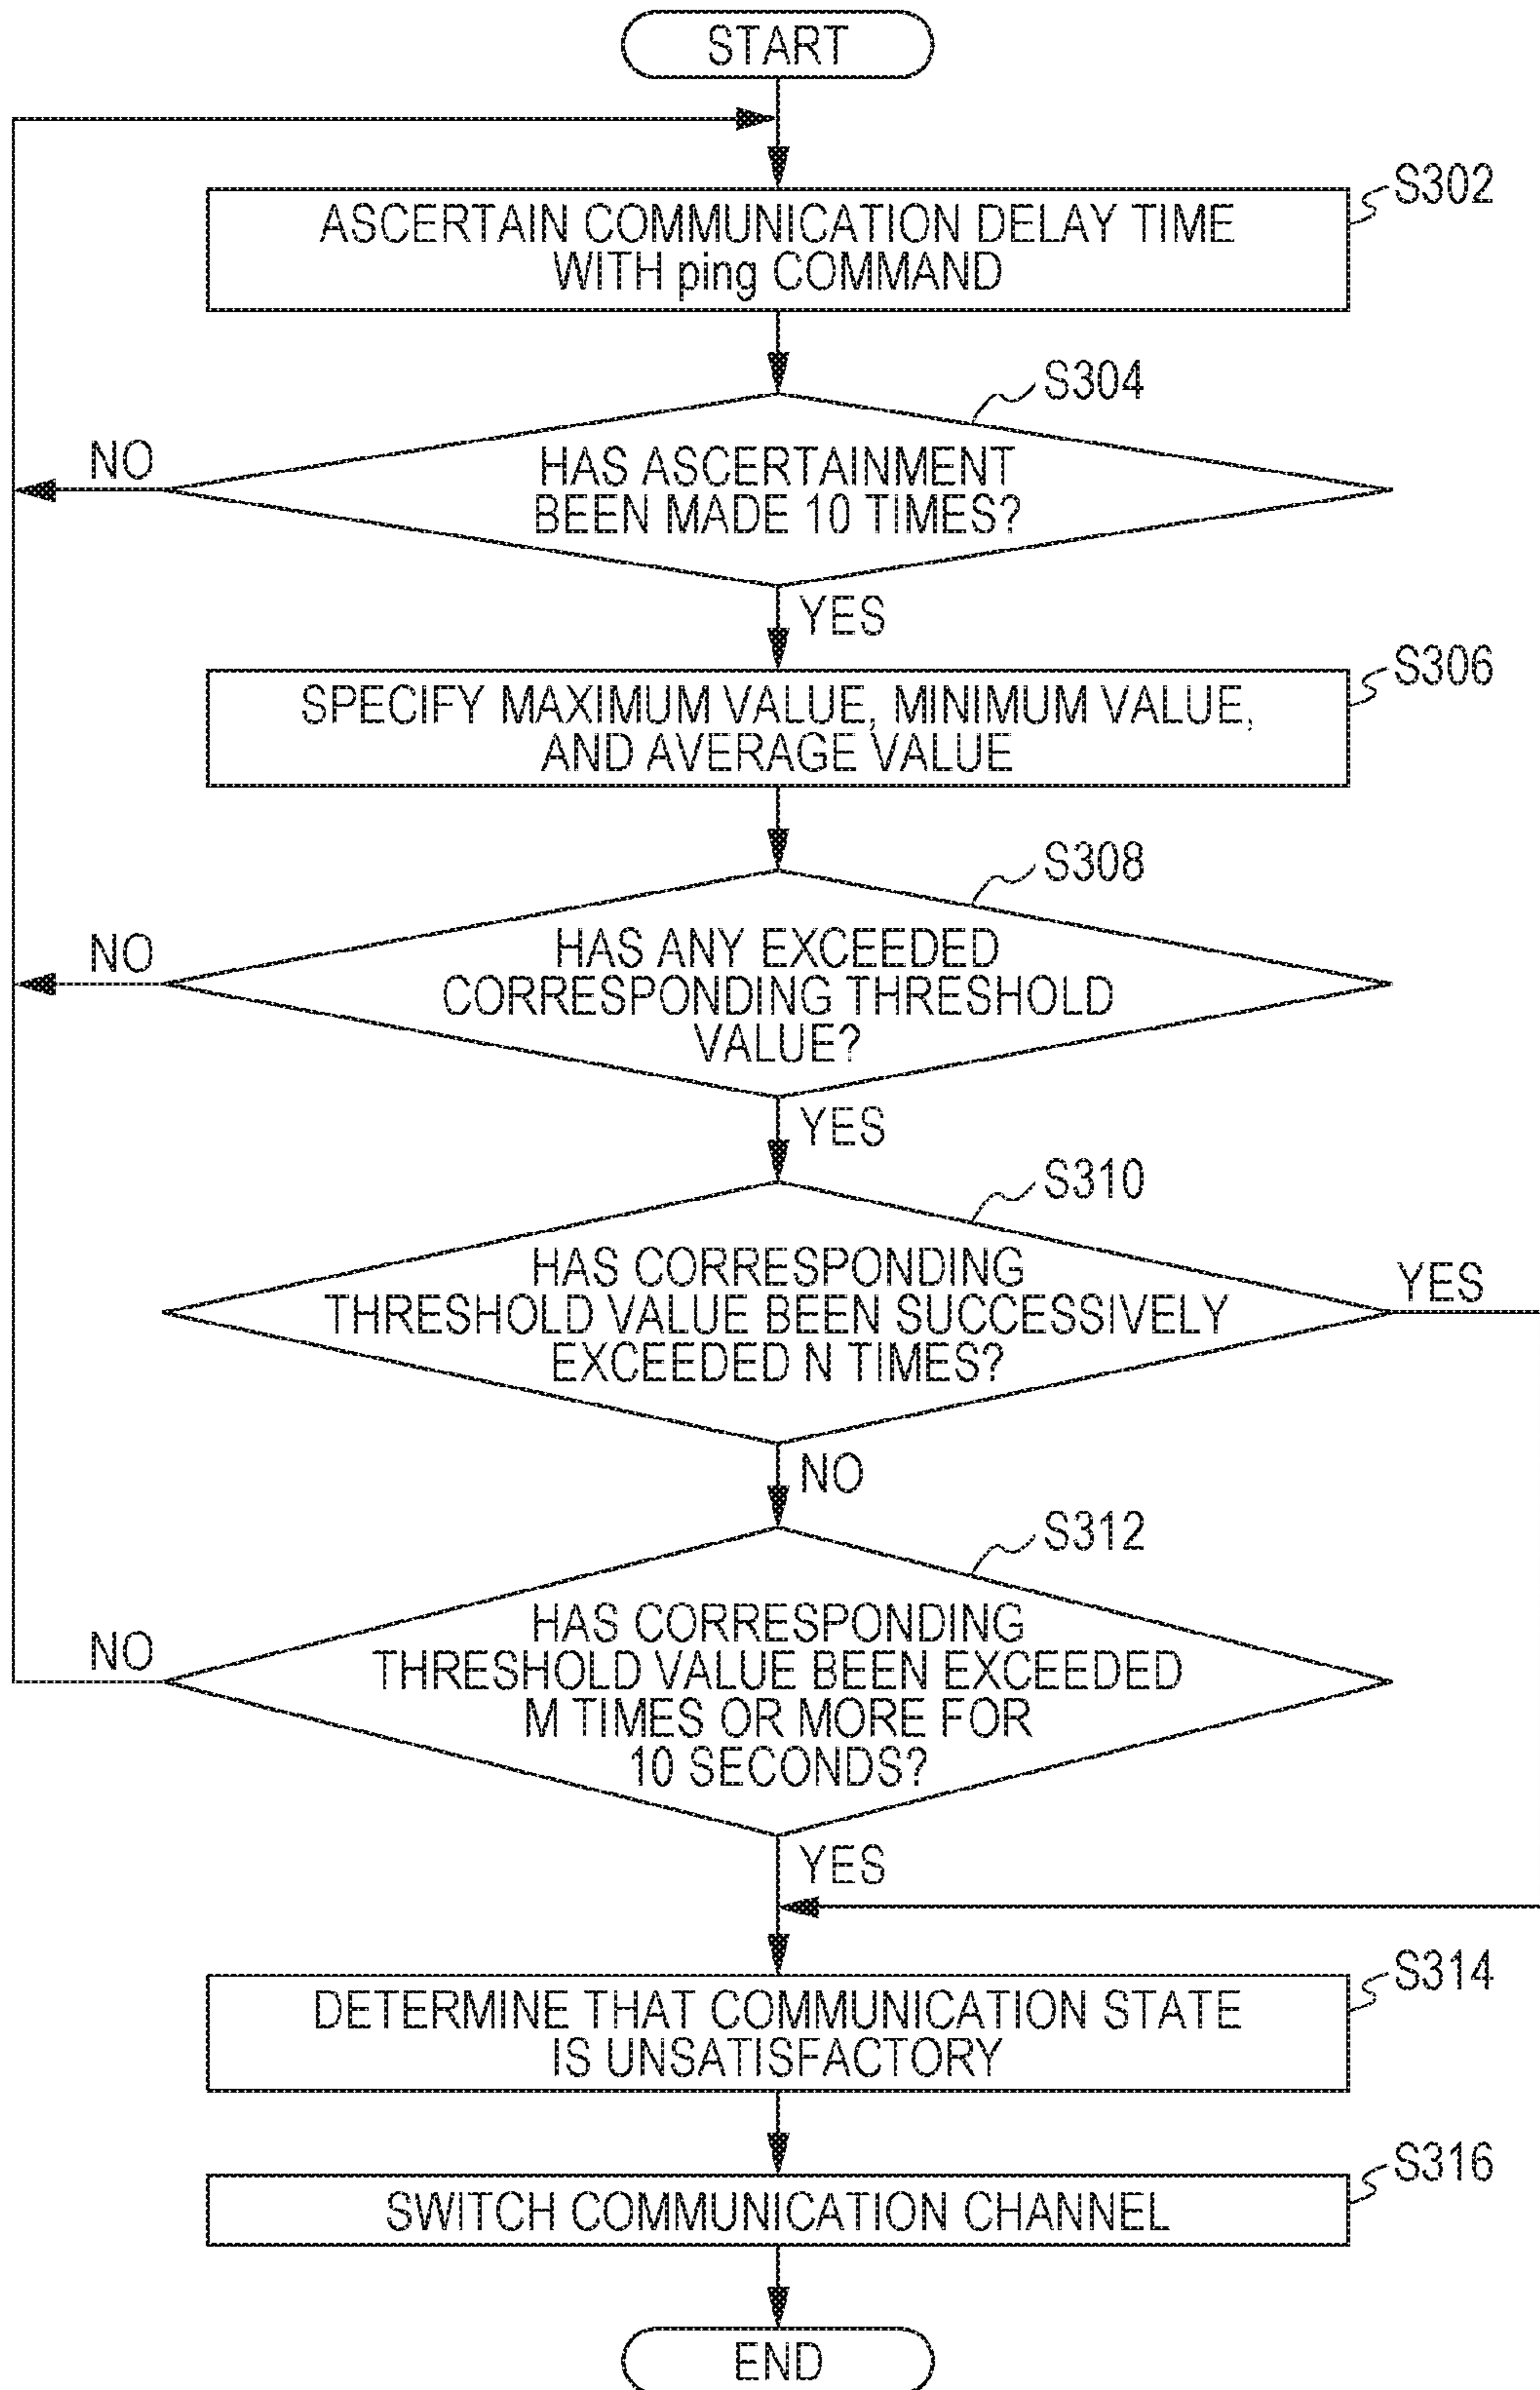 START
S302
ASCERTAIN COMMUNICATION DELAY TIME
WITH ping COMMAND
S304
NO
HAS ASCERTAINMENT
BEEN MADE 10 TIMES?
YES
S306
SPECIFY MAXIMUM VALUE, MINIMUM VALUE,
AND AVERAGE VALUE
S308
NO
HAS ANY EXCEEDED
CORRESPONDING THRESHOLD
VALUE?
YES
S310
HAS CORRESPONDING
THRESHOLD VALUE BEEN SUCCESSIVELY
EXCEEDED N TIMES?
YES
NO
S312
HAS CORRESPONDING
THRESHOLD VALUE BEEN EXCEEDED
M TIMES OR MORE FOR
10 SECONDS?
NO
YES
S314
DETERMINE THAT COMMUNICATION STATE
IS UNSATISFACTORY
S316
SWITCH COMMUNICATION CHANNEL
END